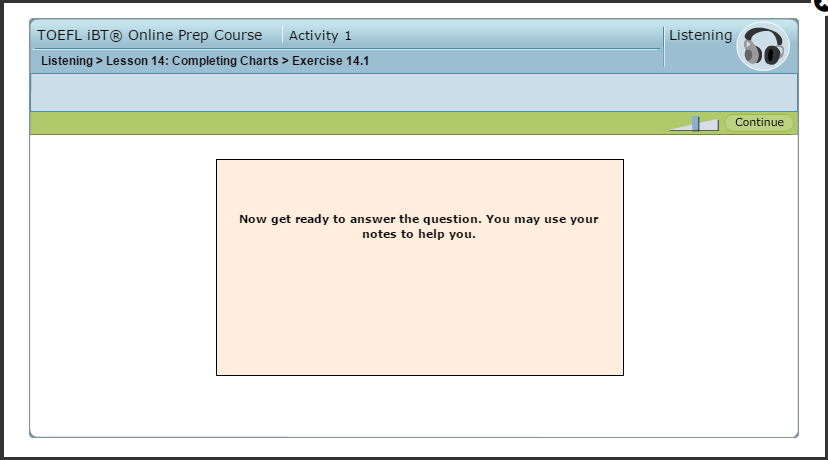 TOEFL iBT® Online Prep Course
Activity 1
Listening
Listening > Lesson 14: Completing Charts > Exercise 14.1
Continue
Now get ready to answer the question. You may use your
notes to help you.